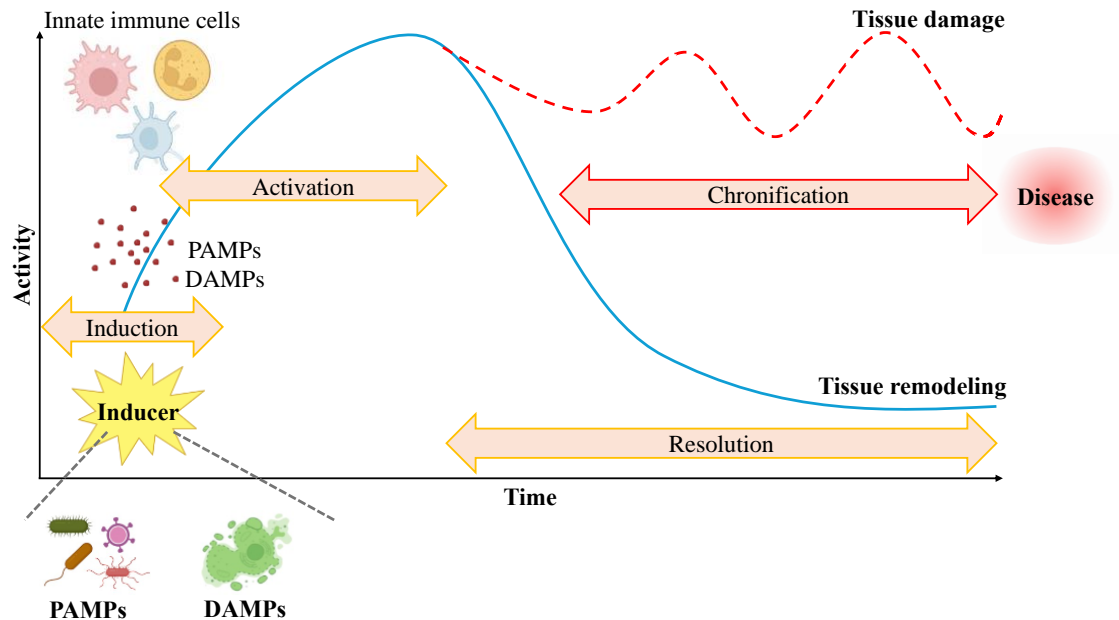 Innate immune cells
Tissue damage
Activation
Chronification
Disease
PAMPs
DAMPs
Activity
Induction
Inducer
Tissue remodeling
Resolution
Time
PAMPs
DAMPs